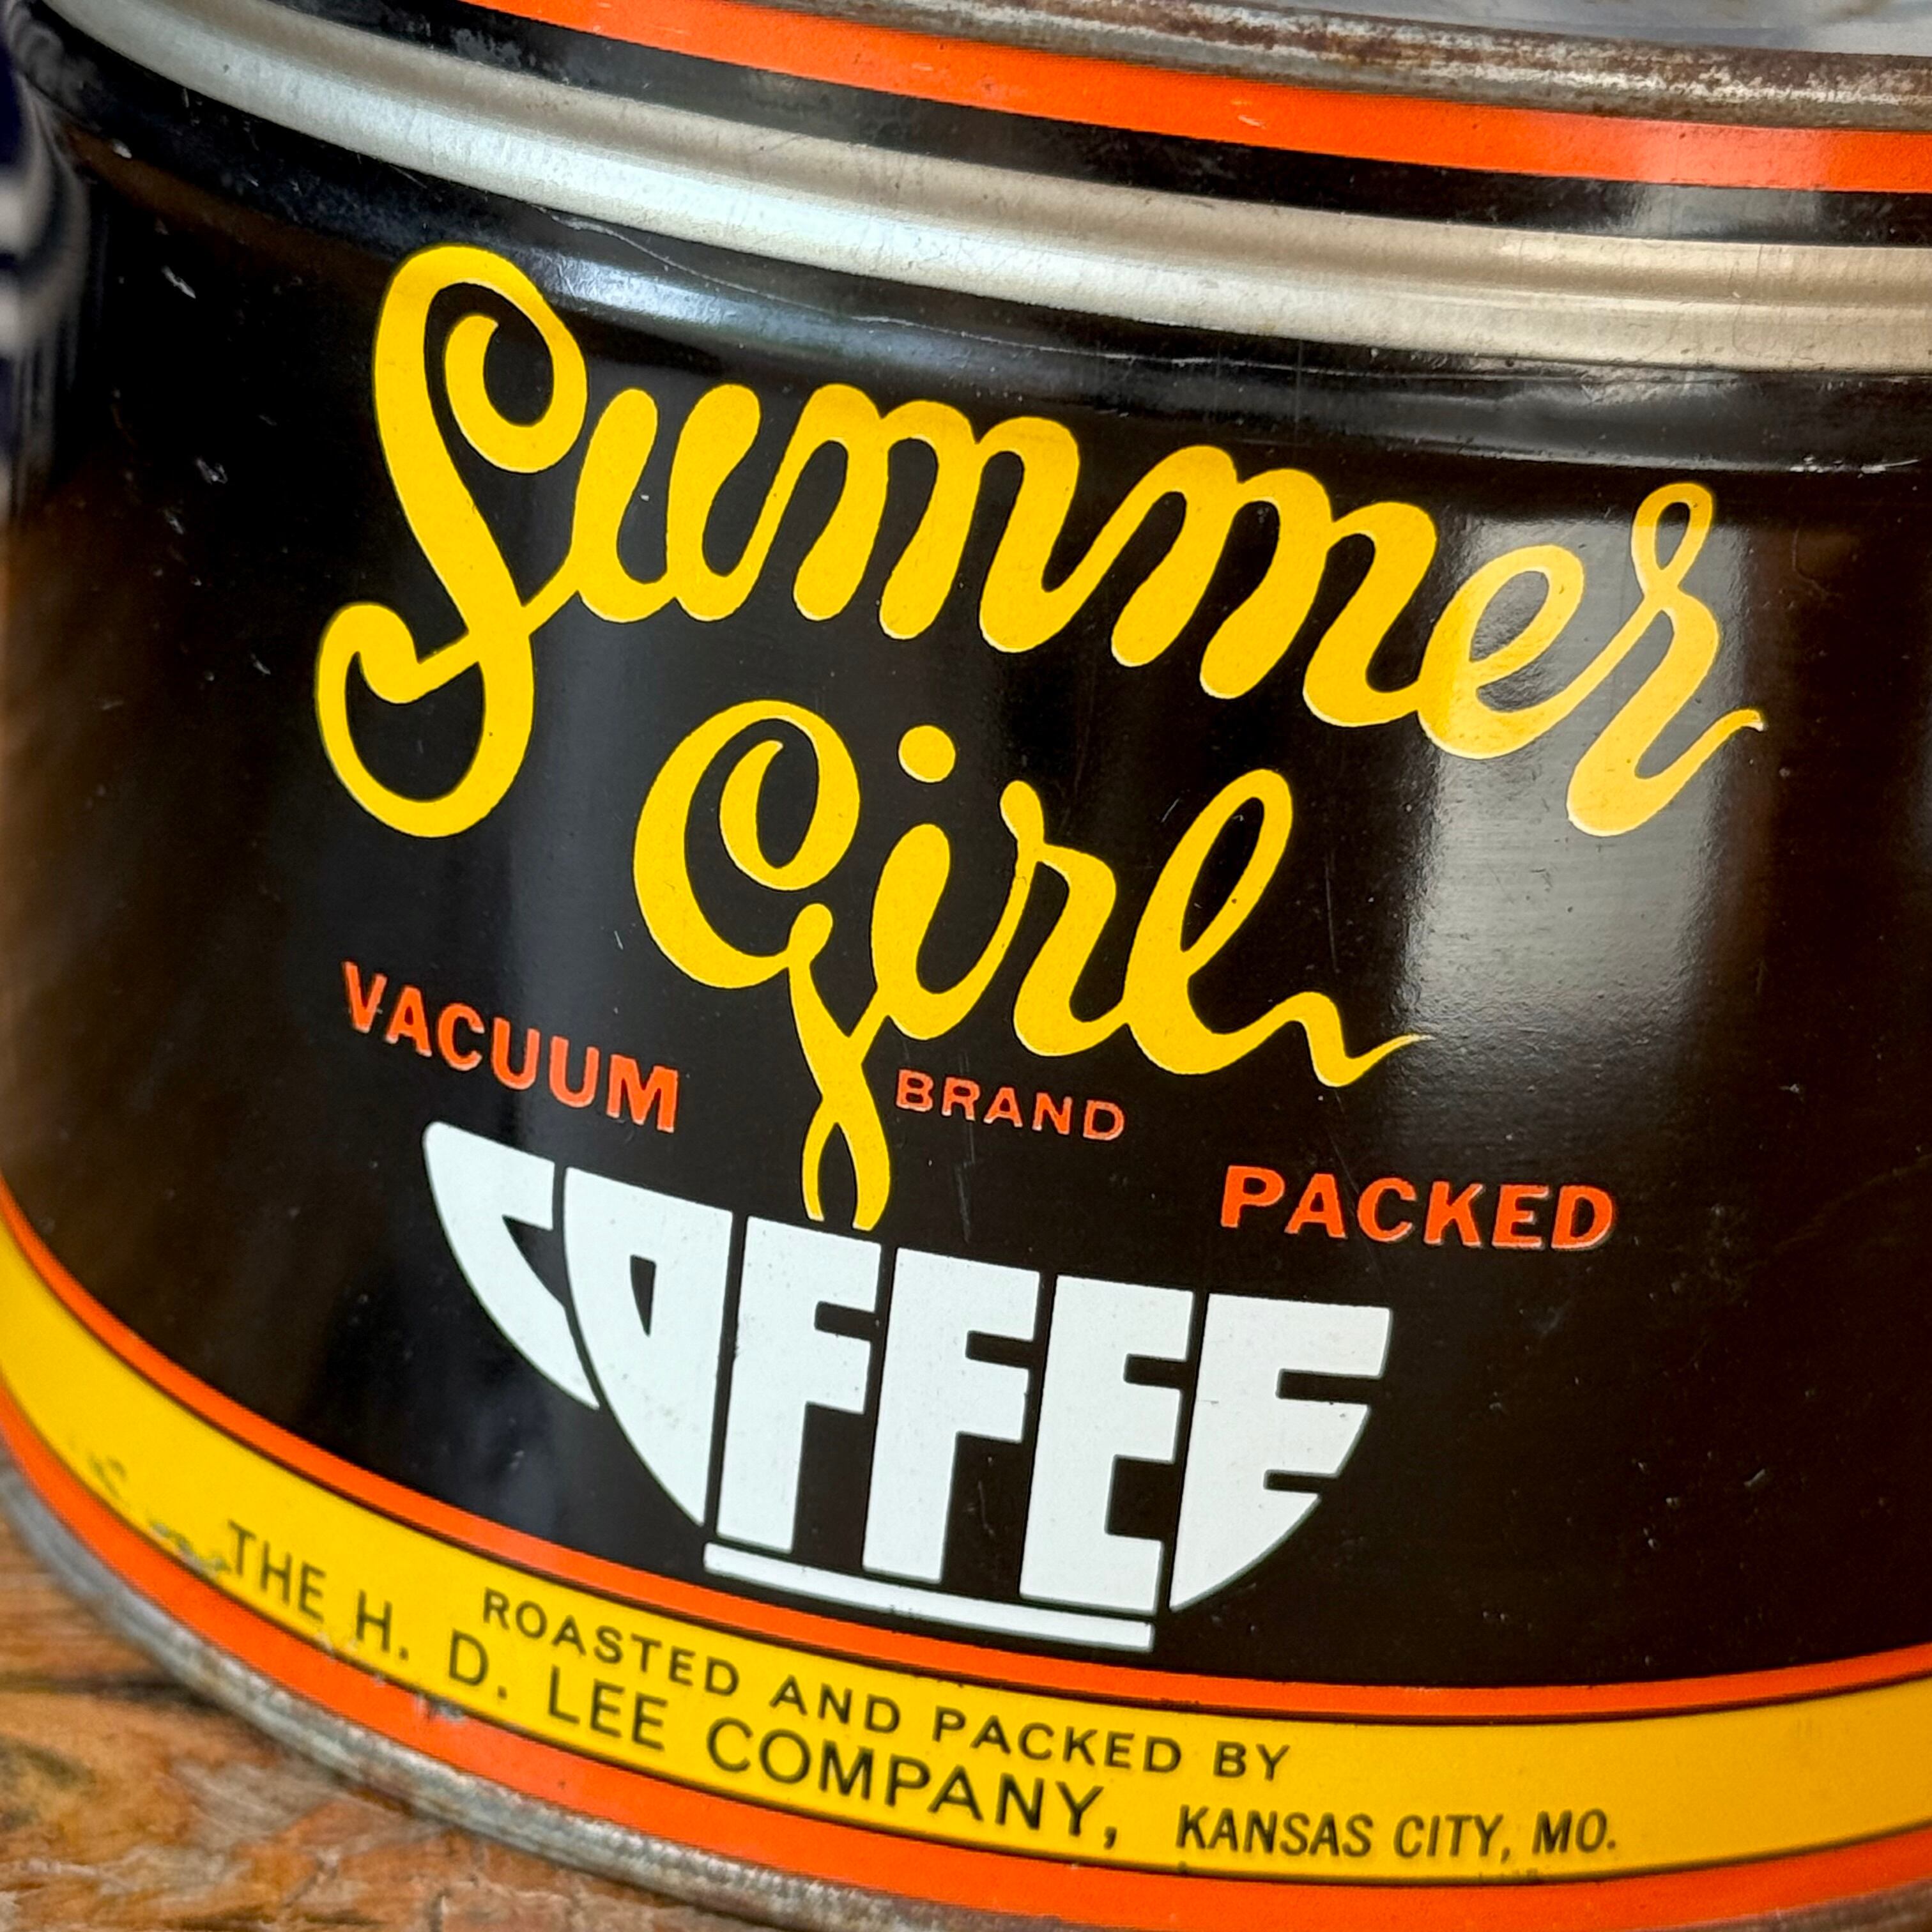 Summer
Girl
VACUUM BRAND PACKED
COFFEE
ROASTED AND PACKED BY
THE H. D. LEE COMPANY, KANSAS CITY, MO.